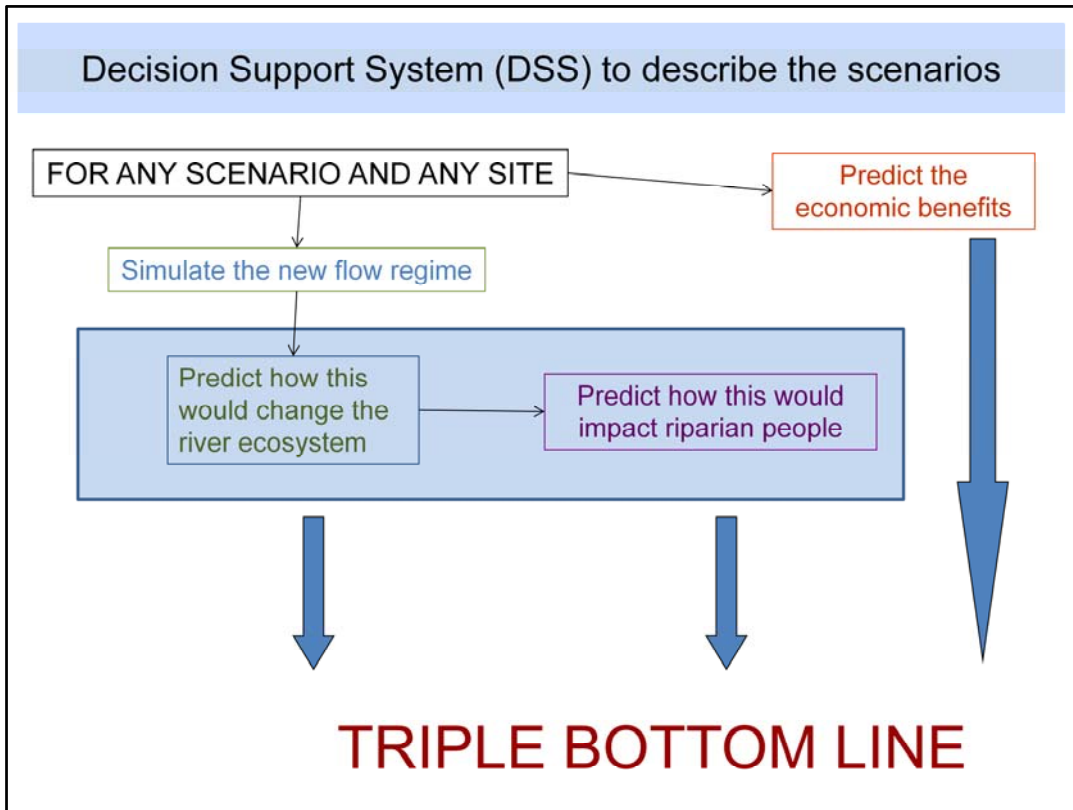 Decision Support System (DSS) to describe the scenarios
FOR ANY SCENARIO AND ANY SITE
Predict the
economic benefits
Simulate the new flow regime
Predict how this
would change the
river ecosystem
Predict how this would
impact riparian people
TRIPLE BOTTOM LINE